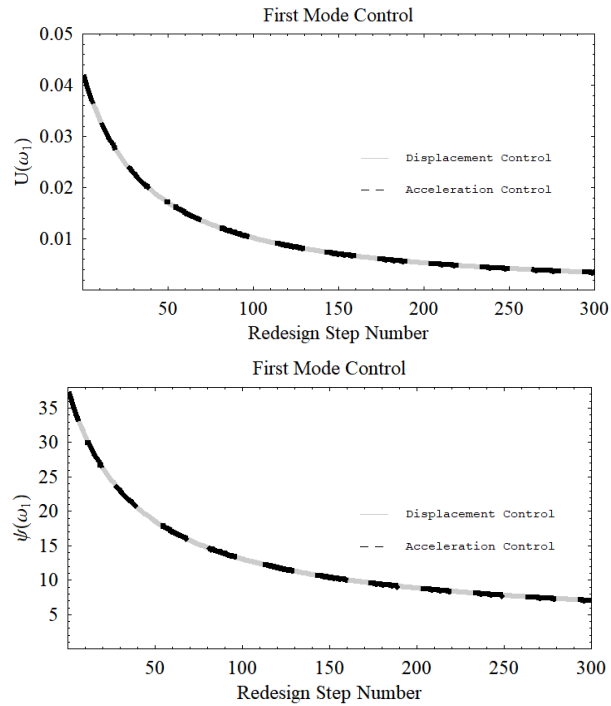 First Mode Control
0.05
0.04
0.03
0.02
0.01
U(ω₁)
Displacement Control
Acceleration Control
50 100 150 200 250 300
Redesign Step Number
First Mode Control
35
30
25
20
15
10
5
ψ(ω₁)
Displacement Control
Acceleration Control
50 100 150 200 250 300
Redesign Step Number